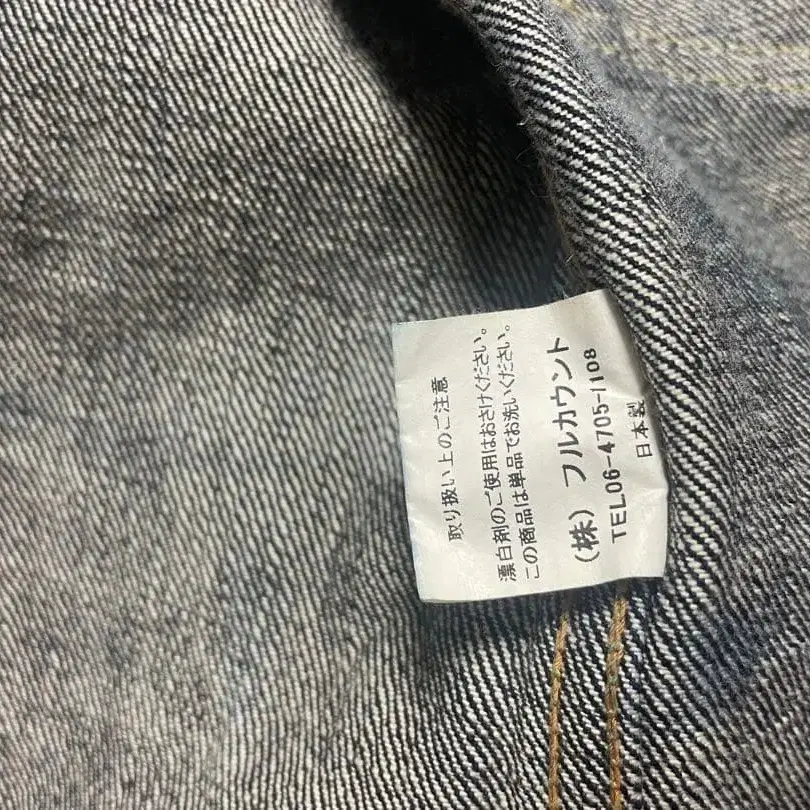 取り扱い上のご注意
漂白剤のご使用はおさけください。
この商品は単品でお洗いください。
（株）フルカウント
TEL06-4705-1108
日本製